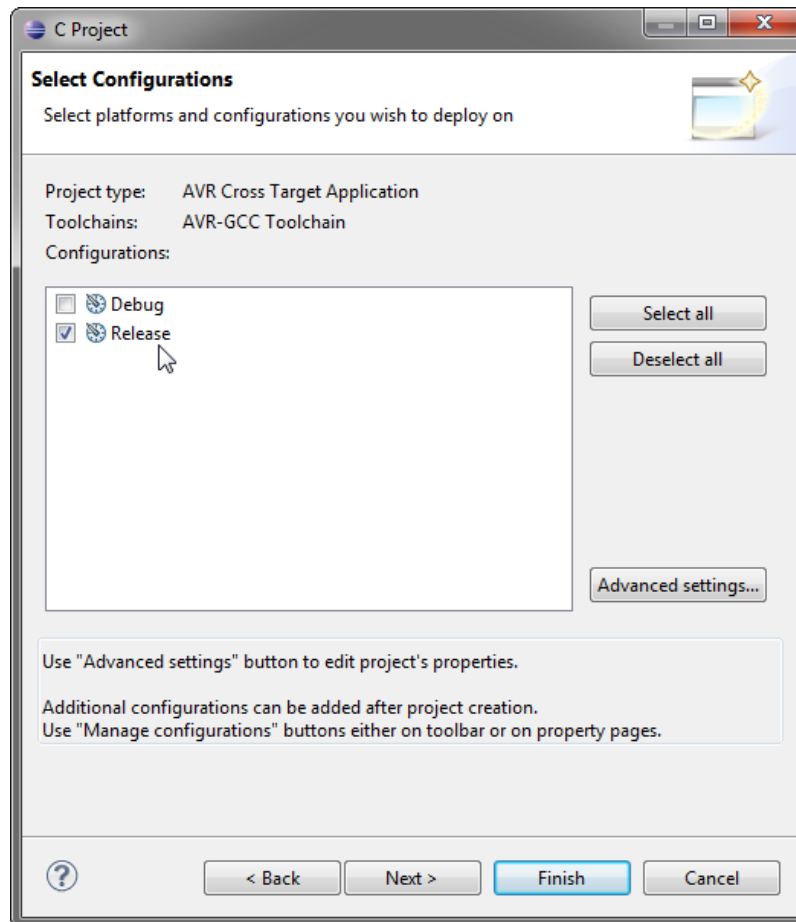 C Project
Select Configurations
Select platforms and configurations you wish to deploy on
Project type: AVR Cross Target Application
Toolchains: AVR-GCC Toolchain
Configurations:
Debug
Release
Select all
Deselect all
Advanced settings...
Use "Advanced settings" button to edit project's properties.
Additional configurations can be added after project creation.
Use "Manage configurations" buttons either on toolbar or on property pages.
< Back Next > Finish Cancel